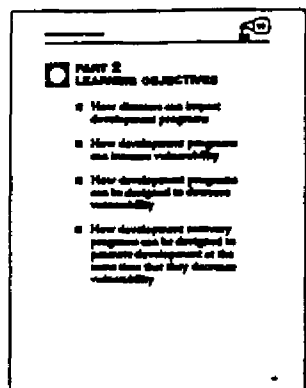 PART 2
LEARNING OBJECTIVES
How disasters can impact
development programs
How development programs
can increase vulnerability
How development programs
can be designed to decrease
vulnerability
How development recovery
programs can be designed to
promote development at the
same time that they decrease
vulnerability